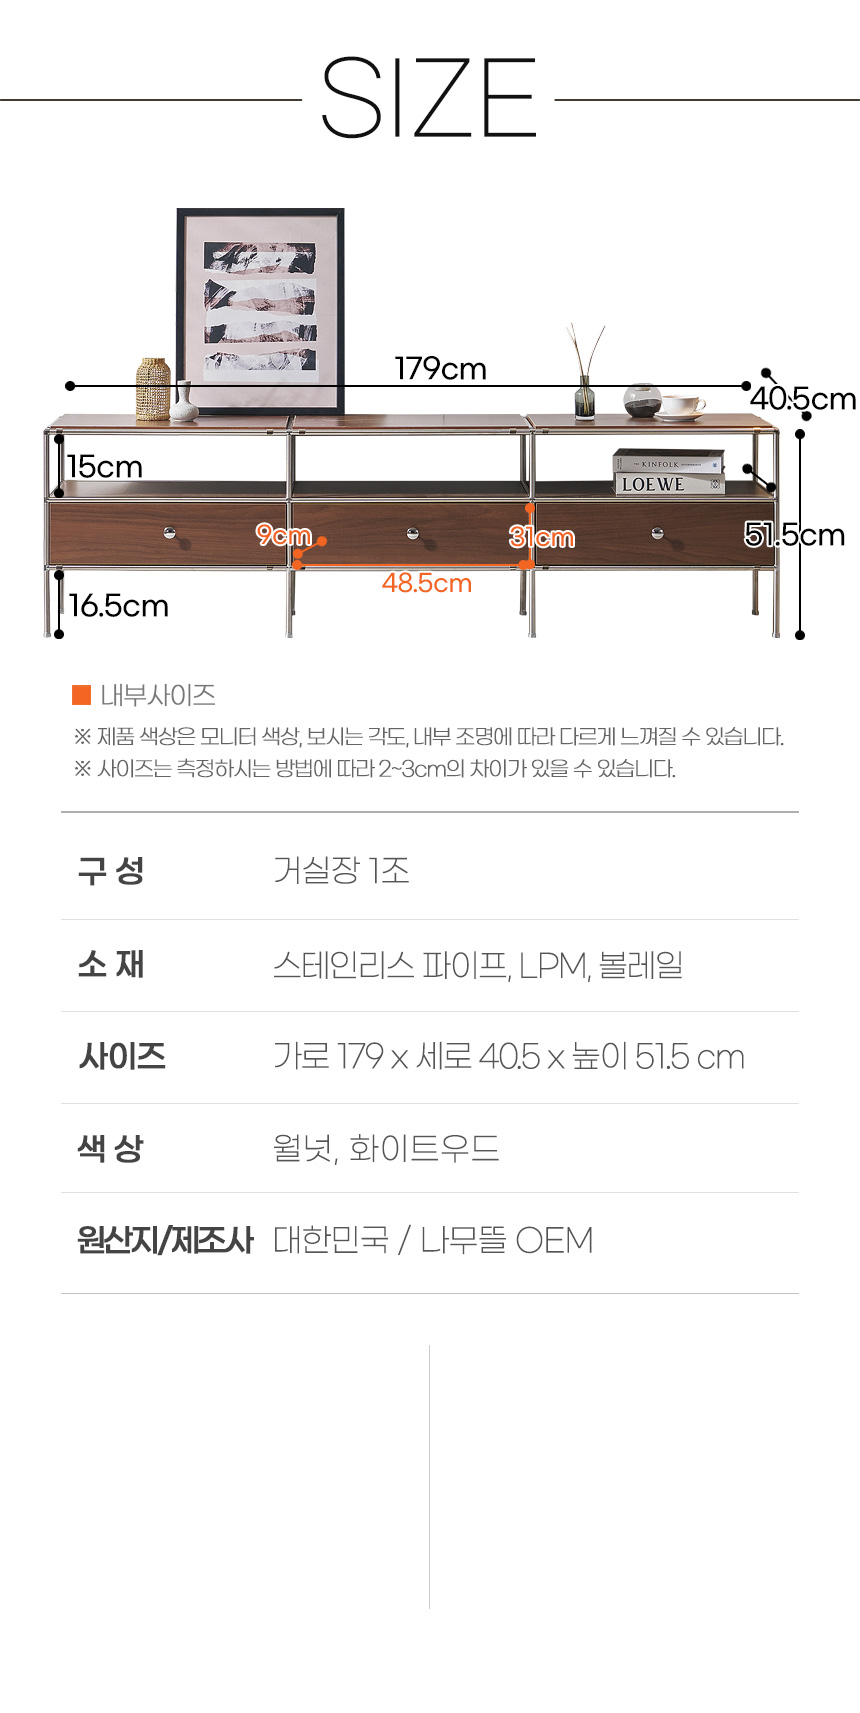 SIZE
179cm
40.5cm
15cm
KINFOLK
LOEWE
9cm
31cm
51.5cm
48.5cm
16.5cm
내부사이즈
※ 제품 색상은 모니터 색상, 보시는 각도, 내부 조명에 따라 다르게 느껴질 수 있습니다.
※ 사이즈는 측정하시는 방법에 따라 2~3cm의 차이가 있을 수 있습니다.
구 성 거실장 1조
소 재 스테인리스 파이프, LPM, 볼레일
사이즈 가로 179 x 세로 40.5 x 높이 51.5 cm
색 상 월넛, 화이트우드
원산지/제조사 대한민국 / 나무뜰 OEM